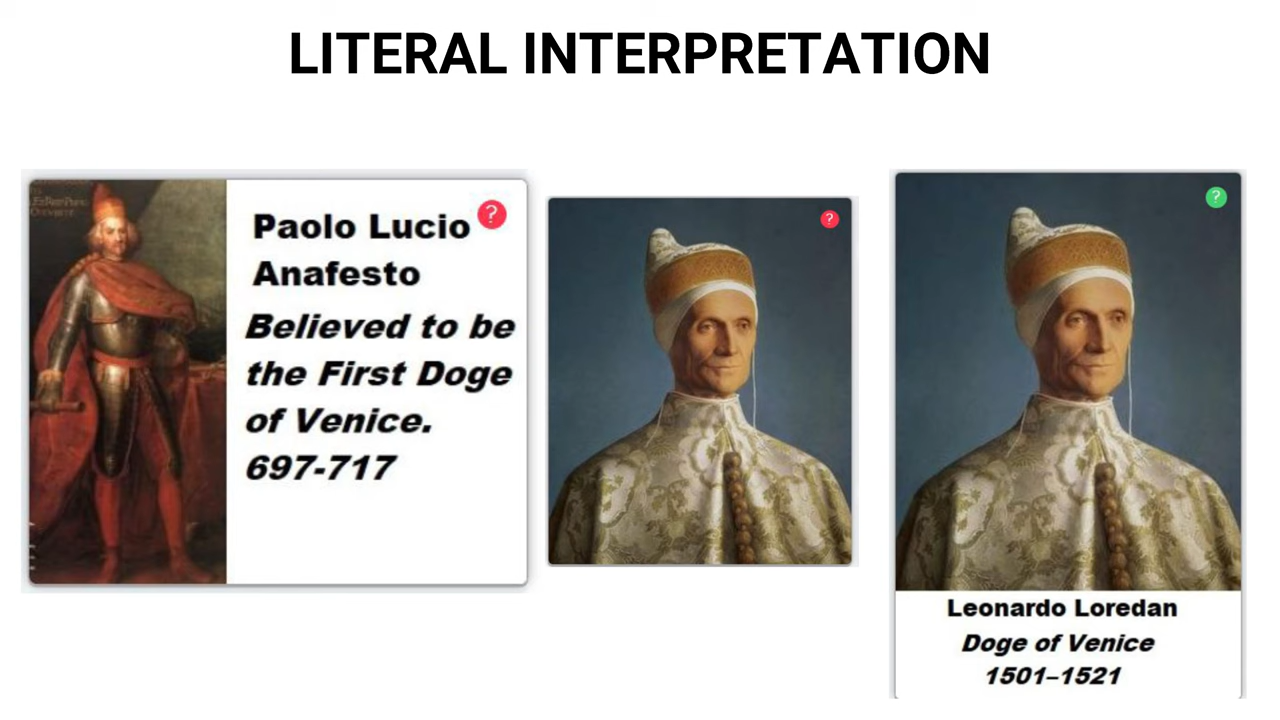 LITERAL INTERPRETATION
Paolo Lucio
Anafesto
Believed to be
the First Doge
of Venice.
697-717
?
?
?
Leonardo Loredan
Doge of Venice
1501–1521